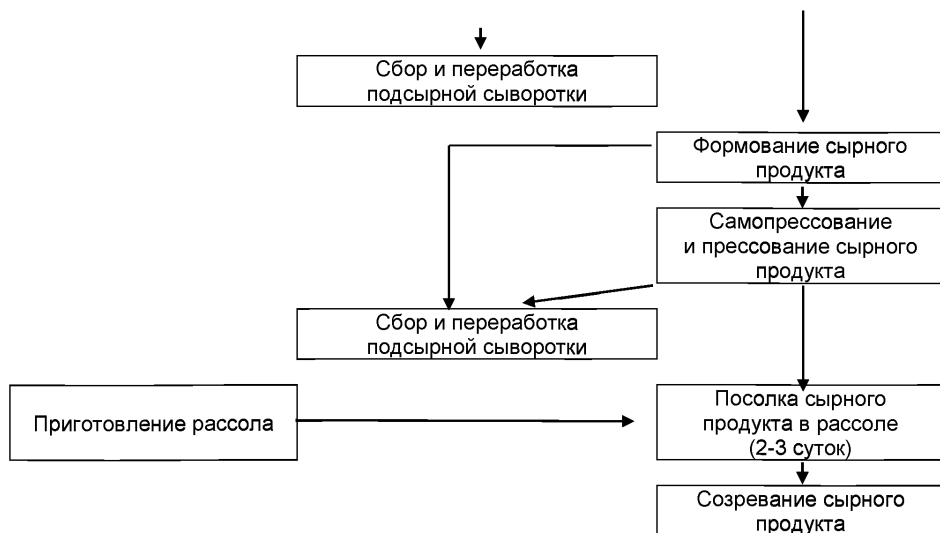 Сбор и переработка
подсырной сыворотки
Формование сырного
продукта
Самопрессование
и прессование сырного
продукта
Сбор и переработка
подсырной сыворотки
Приготовление рассола
Посолка сырного
продукта в рассоле
(2-3 суток)
Созревание сырного
продукта